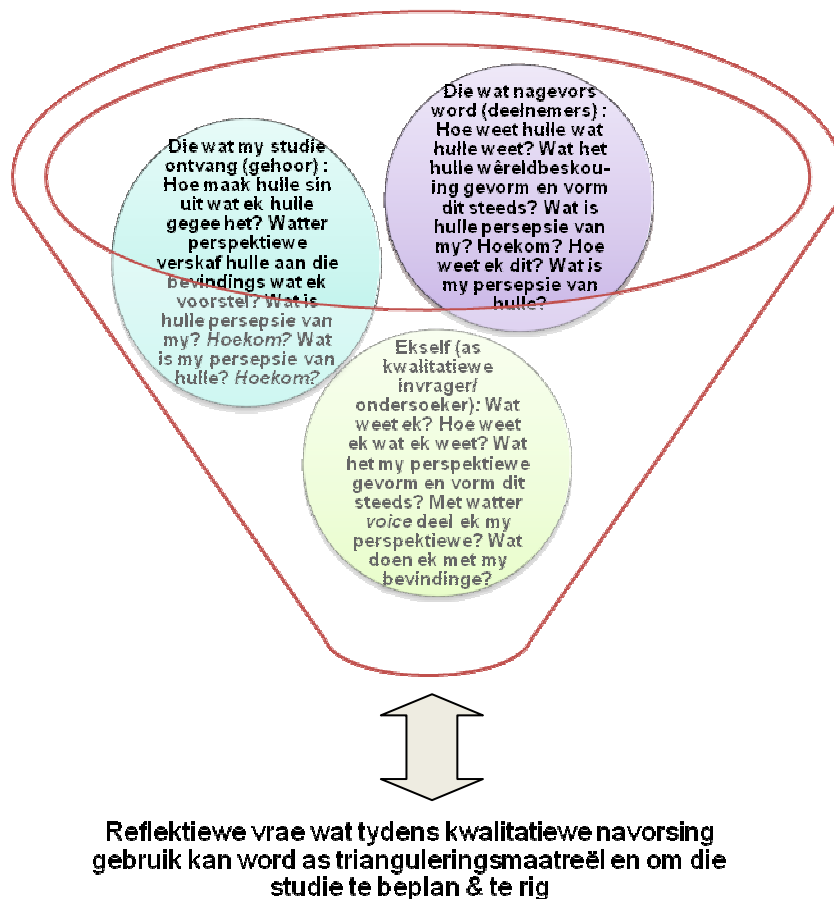 Die wat my studie
ontvang (gehoor) :
Hoe maak hulle sin
uit wat ek hulle
gegee het? Watter
perspektiewe
verskaf hulle aan die
bevindings wat ek
voorstel? Wat is
hulle persepsie van
my? Hoekom? Wat
is my persepsie van
hulle? Hoekom?
Die wat nagevors
word (deelnemers) :
Hoe weet hulle wat
hulle weet? Wat het
hulle wêreldbeskou-
ing gevorm en vorm
dit steeds? Wat is
hulle persepsie van
my? Hoekom? Hoe
weet ek dit? Wat is
my persepsie van
hulle?
Ekself (as
kwalitatiewe
invrager/
ondersoeker): Wat
weet ek? Hoe weet
ek wat ek weet? Wat
het my perspektiewe
gevorm en vorm dit
steeds? Met watter
voice deel ek my
perspektiewe? Wat
doen ek met my
bevindinge?
Reflektiewe vrae wat tydens kwalitatiewe navorsing
gebruik kan word as trianguleringsmaatreël en om die
studie te beplan & te rig